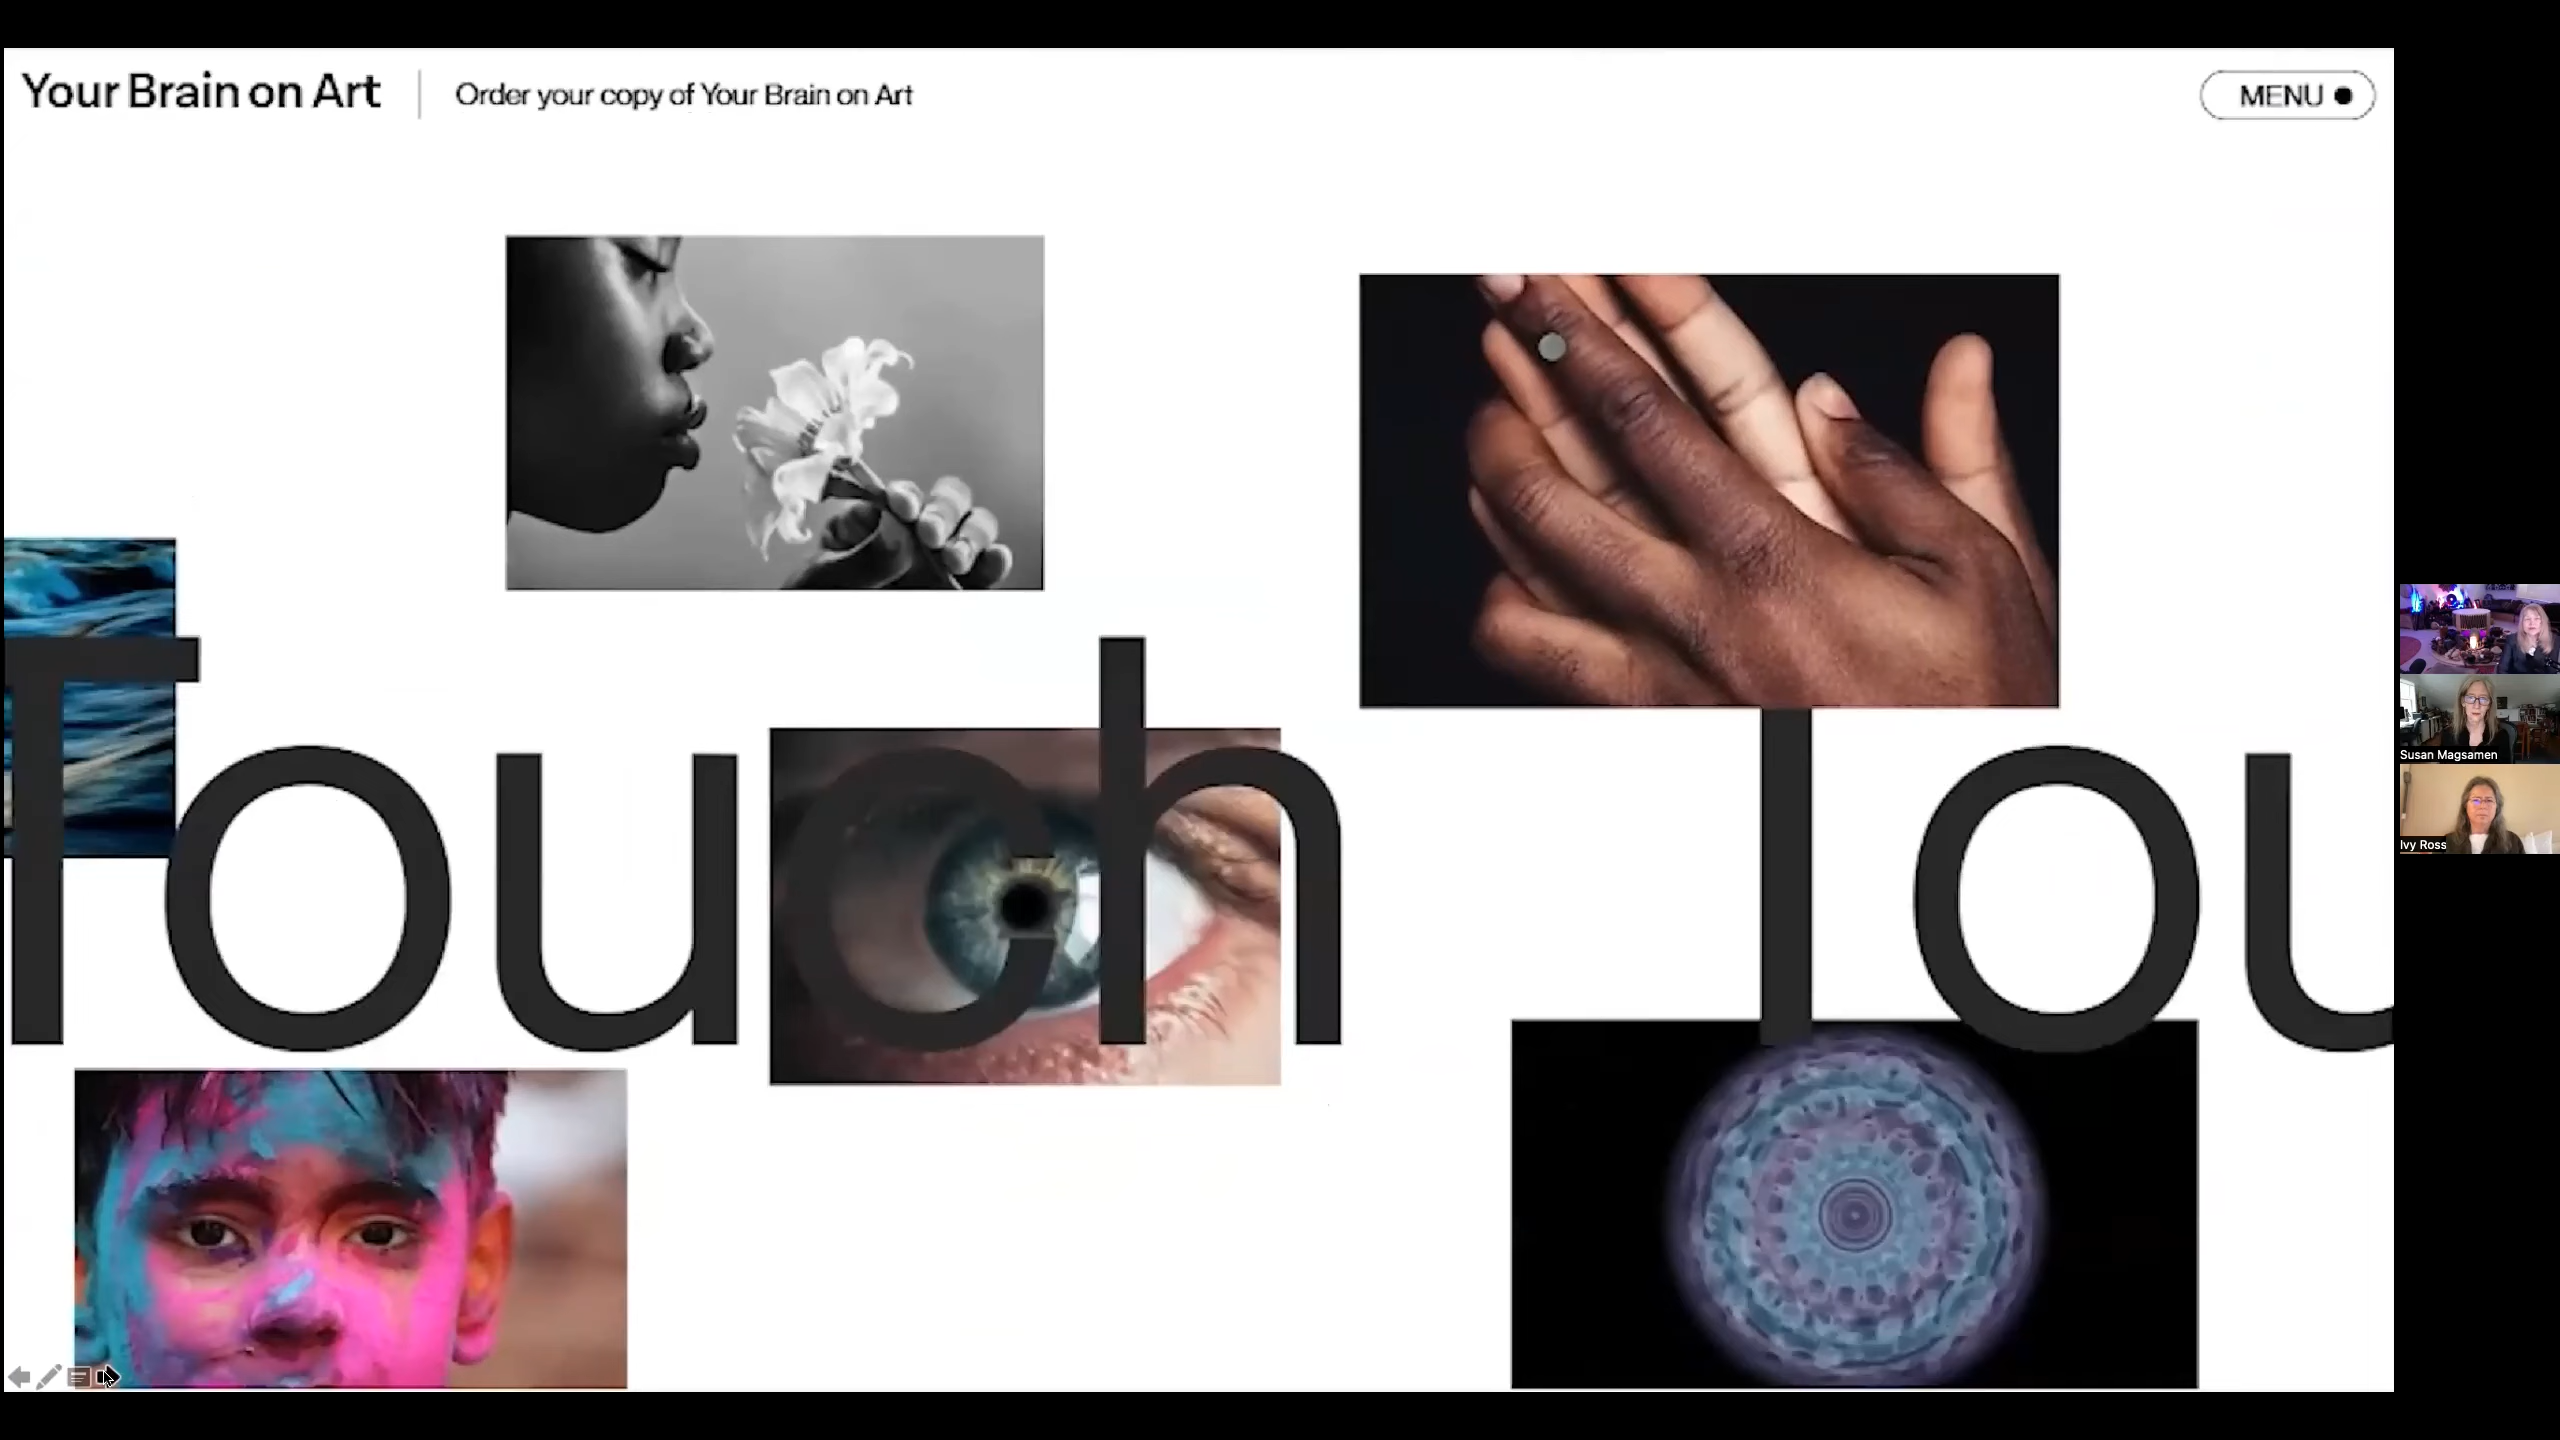 Your Brain on Art
Order your copy of Your Brain on Art
MENU
Touch Tou
Susan Magsamen
Ivy Ross